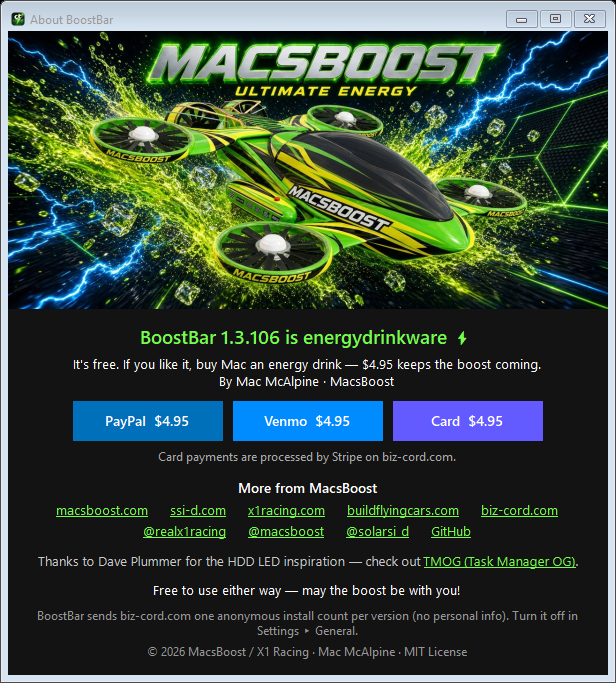 About BoostBar
MACSBOOST
ULTIMATE ENERGY
MACSBOOST
MACSBOOST
MACSBOOST
MACSBOOST
BoostBar 1.3.106 is energydrinkware
It's free. If you like it, buy Mac an energy drink — $4.95 keeps the boost coming.
By Mac McAlpine · MacsBoost
PayPal $4.95 Venmo $4.95 Card $4.95
Card payments are processed by Stripe on biz-cord.com.
More from MacsBoost
macsboost.com ssi-d.com x1racing.com buildflyingcars.com biz-cord.com
@realx1racing @macsboost @solarsi_d GitHub
Thanks to Dave Plummer for the HDD LED inspiration — check out TMOG (Task Manager OG).
Free to use either way — may the boost be with you!
BoostBar sends biz-cord.com one anonymous install count per version (no personal info). Turn it off in
Settings ‣ General.
© 2026 MacsBoost / X1 Racing · Mac McAlpine · MIT License